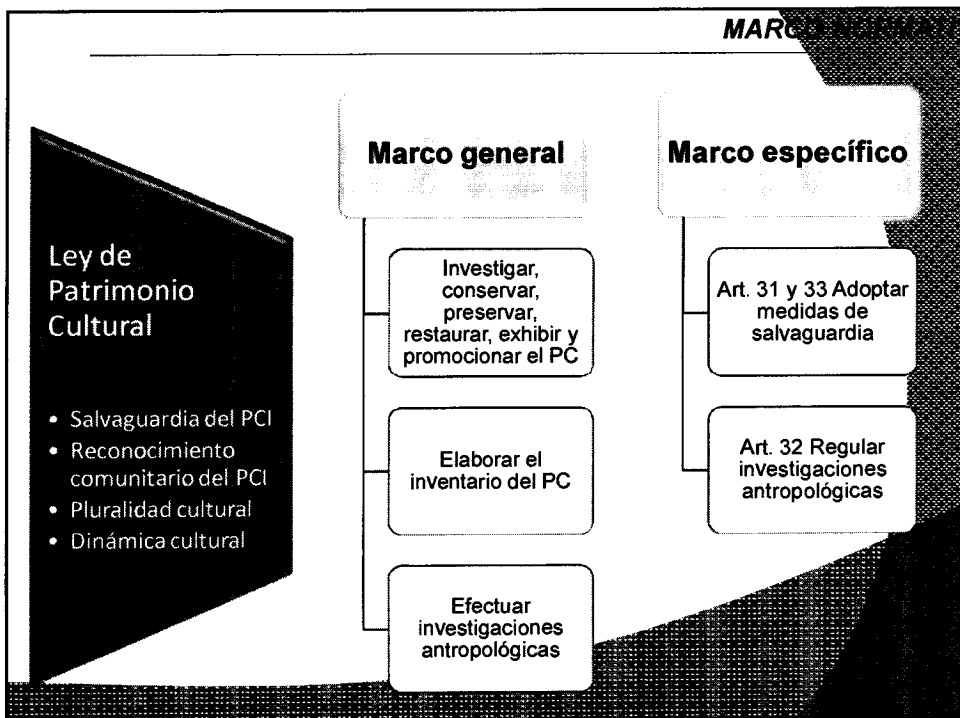 MARCO NORMATI
Ley de
Patrimonio
Cultural
• Salvaguardia del PCI
• Reconocimiento
comunitario del PCI
• Pluralidad cultural
• Dinámica cultural
Marco general
Investigar,
conservar,
preservar,
restaurar, exhibir y
promocionar el PC
Elaborar el
inventario del PC
Efectuar
investigaciones
antropológicas
Marco específico
Art. 31 y 33 Adoptar
medidas de
salvaguardia
Art. 32 Regular
investigaciones
antropológicas